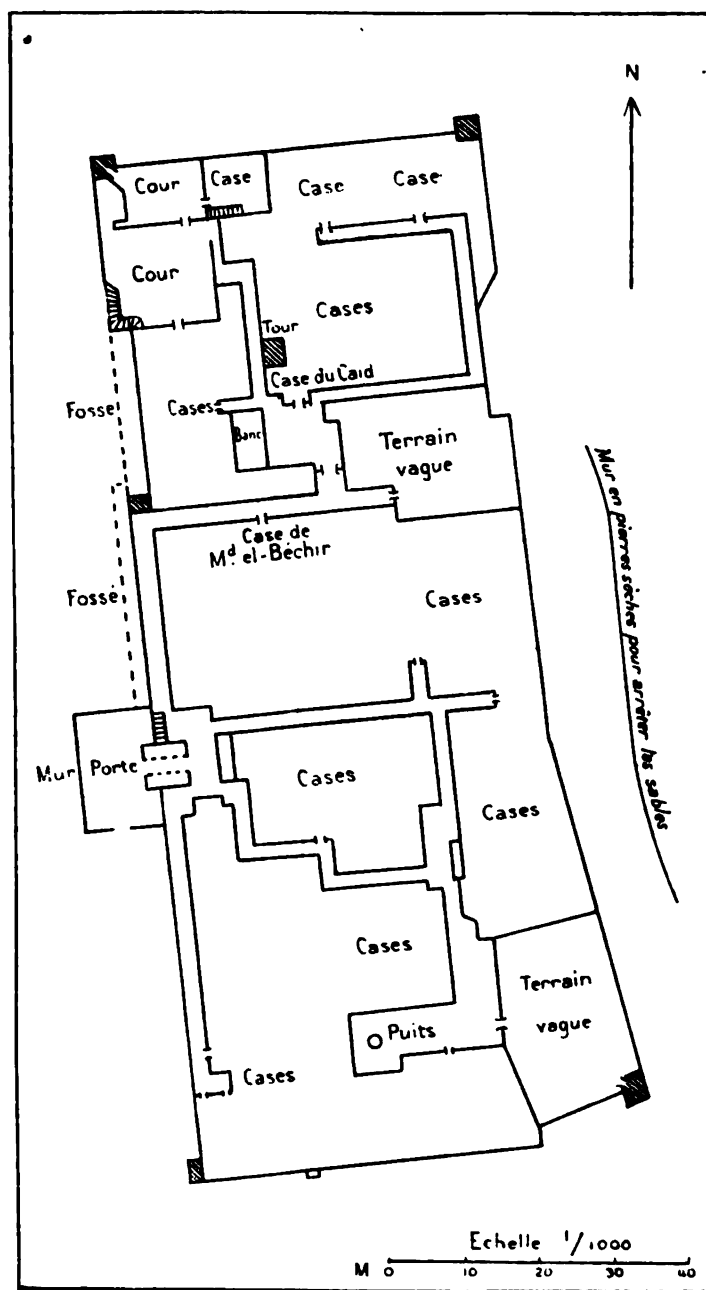 N
Cour
Case
Case
Case
Cour
Cases
Tour
Case du Caïd
Fosse
Cases
Banc
Terrain
vague
Mur en pierres sèches pour arrêter les sables
Case de
Md. el-Béchir
Fossé
Cases
Mur
Porte
Cases
Cases
Cases
Terrain
vague
Puits
Cases
Echelle 1/1000
M 0 10 20 30 40